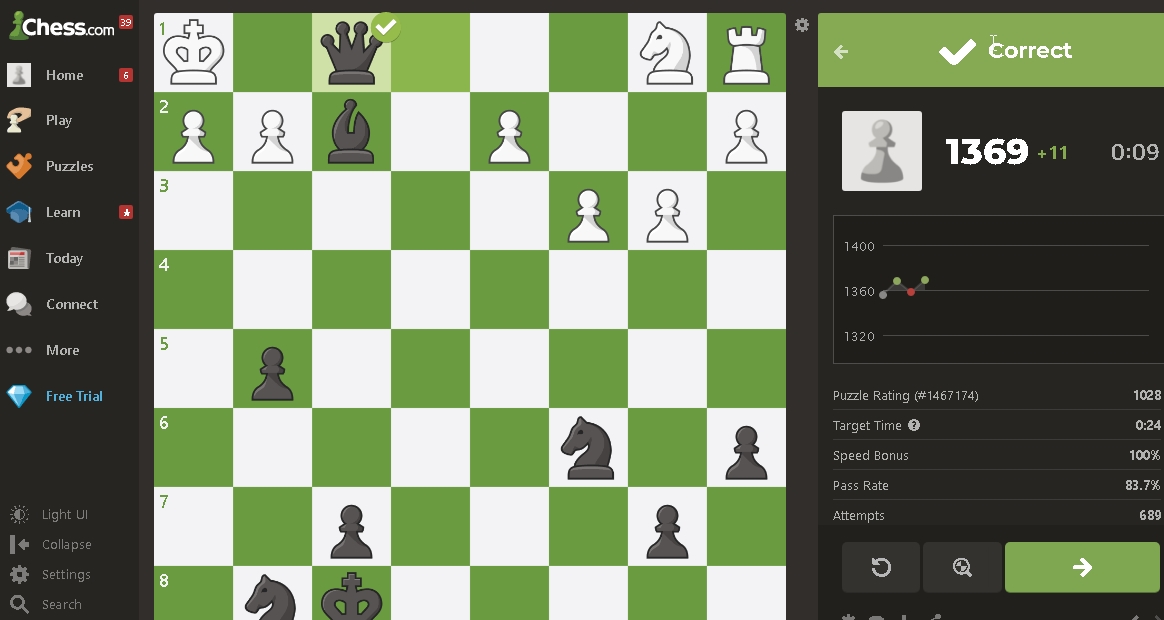 Chess.com 39
Home 6
Play
Puzzles
Learn
Today
Connect
More
Free Trial
Light UI
Collapse
Settings
Search
1
2
3
4
5
6
7
8
Correct
1369 +11 0:09
1400
1360
1320
Puzzle Rating (#1467174) 1028
Target Time ? 0:24
Speed Bonus 100%
Pass Rate 83.7%
Attempts 689